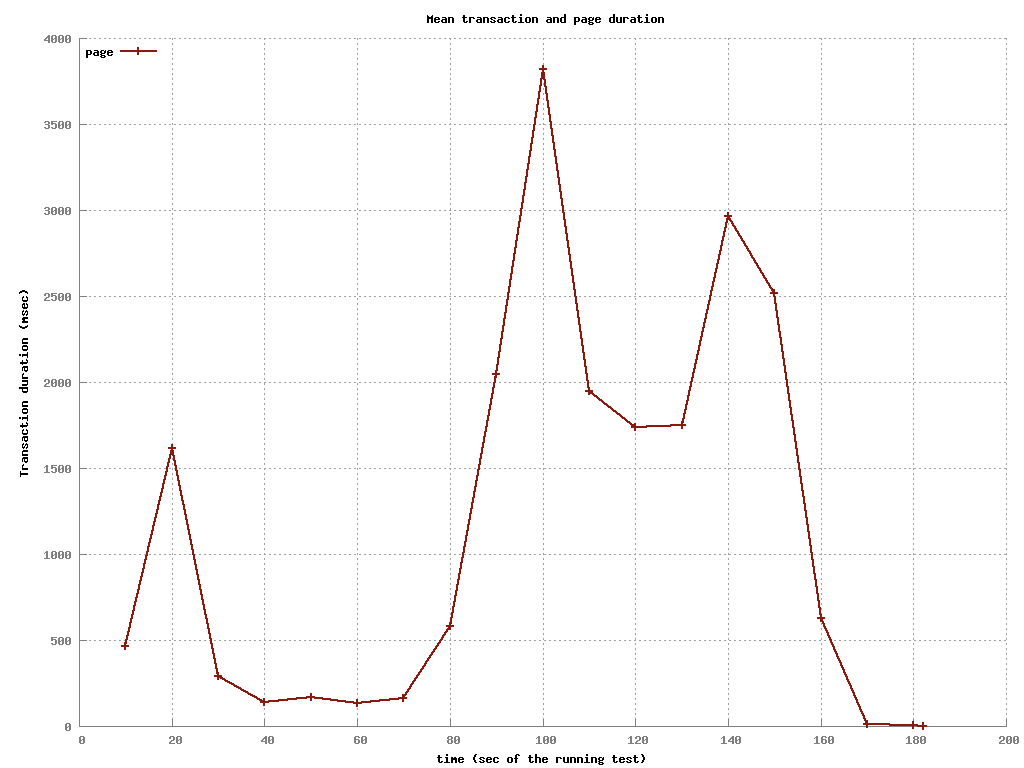 Mean transaction and page duration
page
4000
3500
3000
2500
2000
1500
1000
500
0
Transaction duration (msec)
0 20 40 60 80 100 120 140 160 180 200
time (sec of the running test)